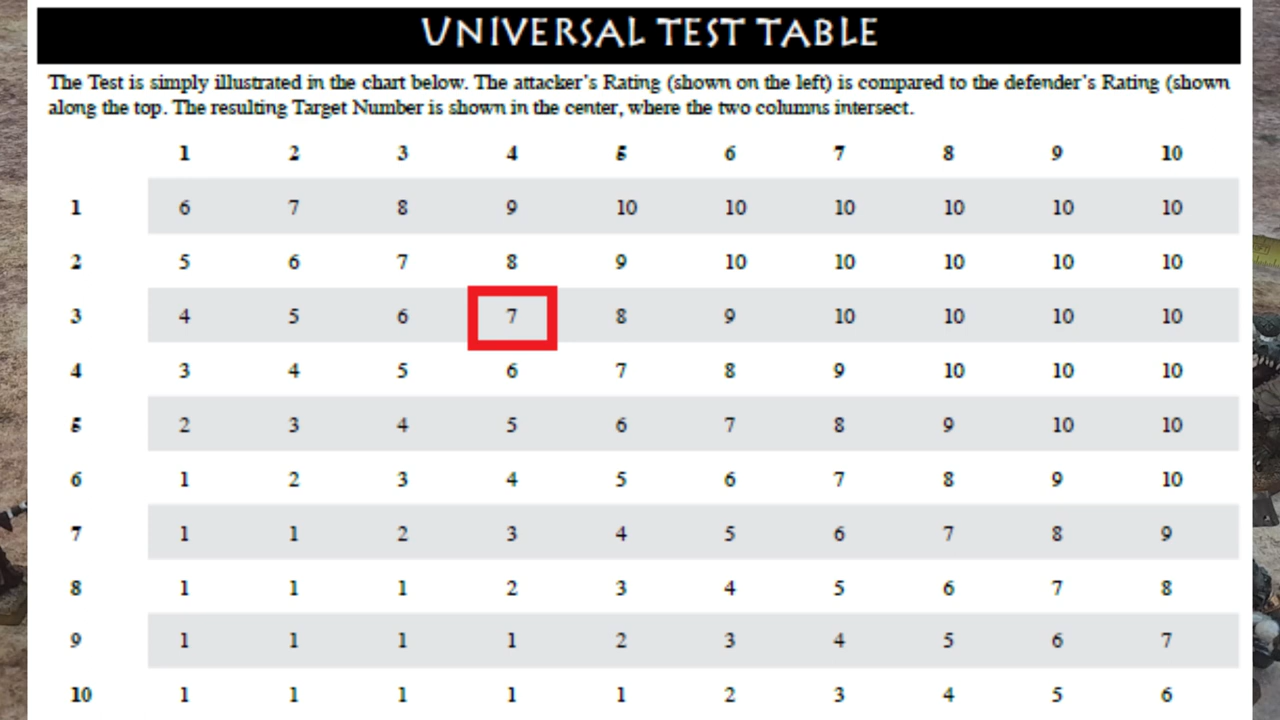 UNIVERSAL TEST TABLE
The Test is simply illustrated in the chart below. The attacker's Rating (shown on the left) is compared to the defender's Rating (shown
along the top. The resulting Target Number is shown in the center, where the two columns intersect.
1 2 3 4 5 6 7 8 9 10
1 6 7 8 9 10 10 10 10 10 10
2 5 6 7 8 9 10 10 10 10 10
3 4 5 6 7 8 9 10 10 10 10
4 3 4 5 6 7 8 9 10 10 10
5 2 3 4 5 6 7 8 9 10 10
6 1 2 3 4 5 6 7 8 9 10
7 1 1 2 3 4 5 6 7 8 9
8 1 1 1 2 3 4 5 6 7 8
9 1 1 1 1 2 3 4 5 6 7
10 1 1 1 1 1 2 3 4 5 6